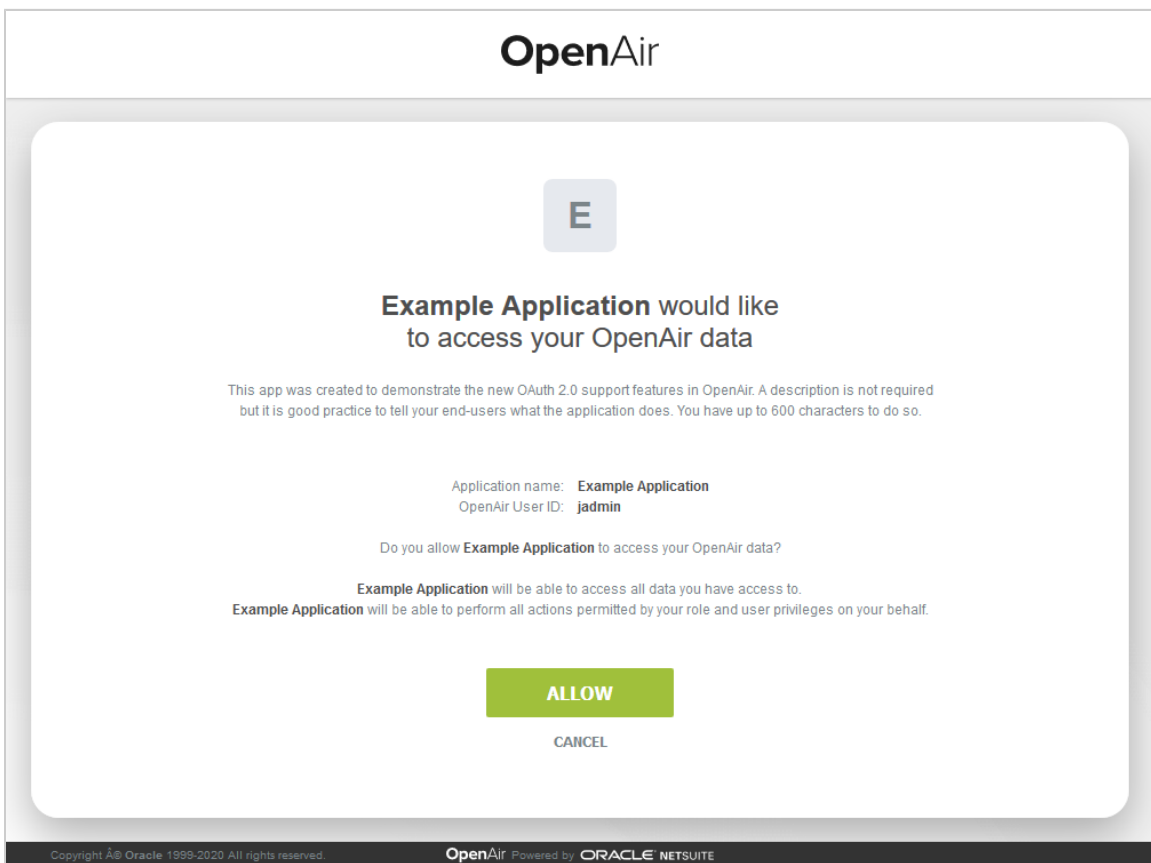 OpenAir
E
Example Application would like
to access your OpenAir data
This app was created to demonstrate the new OAuth 2.0 support features in OpenAir. A description is not required
but it is good practice to tell your end-users what the application does. You have up to 600 characters to do so.
Application name: Example Application
OpenAir User ID: jadmin
Do you allow Example Application to access your OpenAir data?
Example Application will be able to access all data you have access to.
Example Application will be able to perform all actions permitted by your role and user privileges on your behalf.
ALLOW
CANCEL
Copyright Â® Oracle 1999-2020 All rights reserved. OpenAir Powered by ORACLE NETSUITE